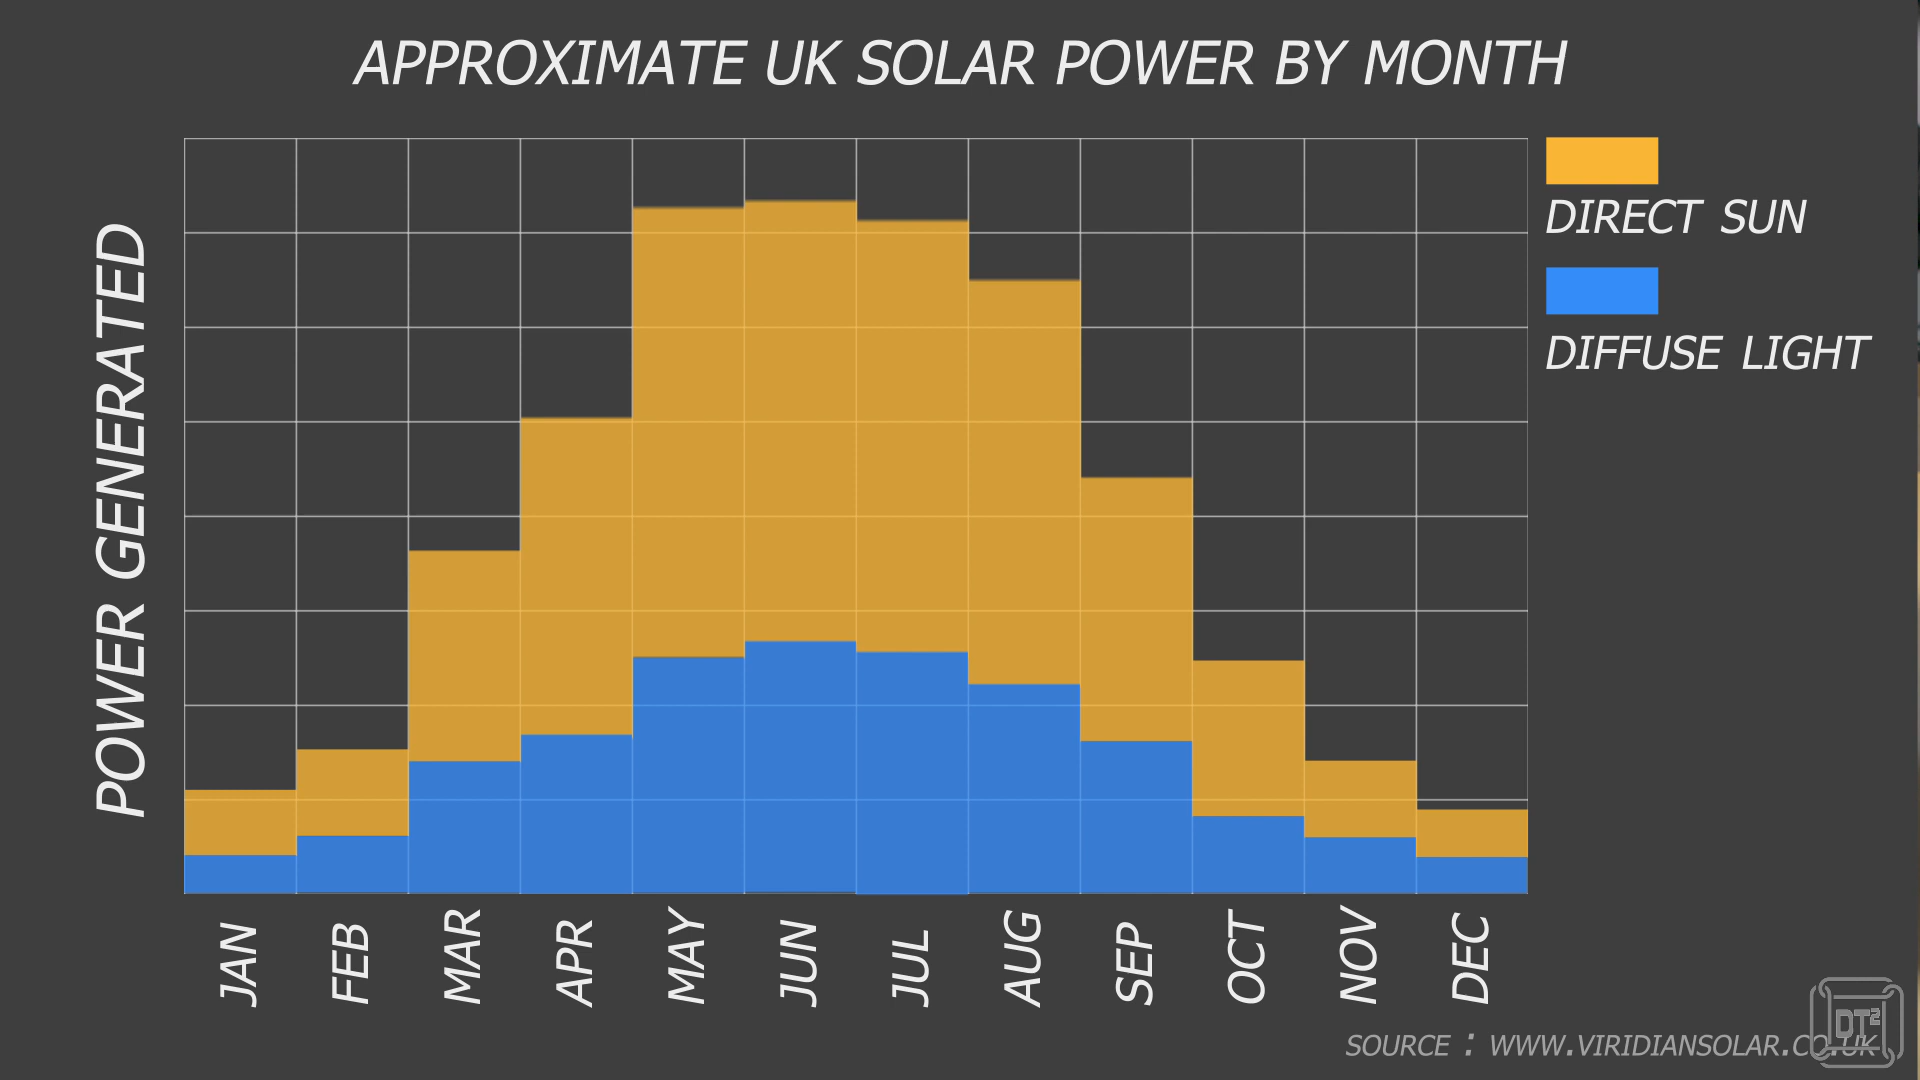 APPROXIMATE UK SOLAR POWER BY MONTH
DIRECT SUN
DIFFUSE LIGHT
POWER GENERATED
JAN
FEB
MAR
APR
MAY
JUN
JUL
AUG
SEP
OCT
NOV
DEC
SOURCE : WWW.VIRIDIANSOLAR.CO.UK
DT²